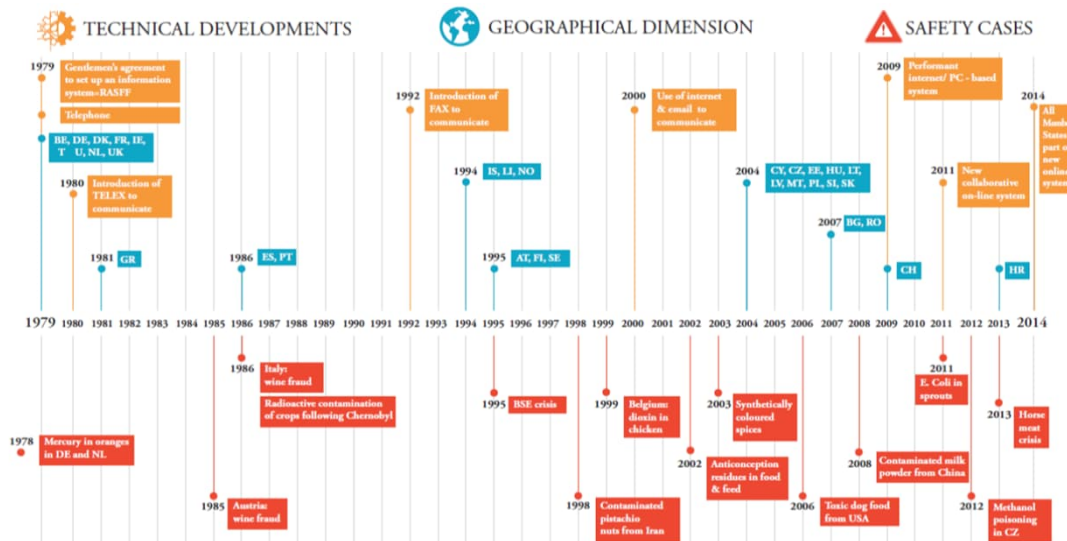 TECHNICAL DEVELOPMENTS
GEOGRAPHICAL DIMENSION
SAFETY CASES
1979
Gentlemen's agreement
to set up an information
system=RASFF
Telephone
BE, DE, DK, FR, IE,
T U, NL, UK
1980
Introduction of
TELEX to
communicate
1981
GR
1986
ES, PT
1992
Introduction of
FAX to
communicate
1994
IS, LI, NO
1995
AT, FI, SE
2000
Use of internet
& email to
communicate
2004
CY, CZ, EE, HU, LT,
LV, MT, PL, SI, SK
2007
BG, RO
2009
Performant
internet/ PC - based
system
CH
2011
New
collaborative
on-line system
HR
2014
All
States
part o
new
online
system
1979 1980 1981 1982 1983 1984 1985 1986 1987 1988 1989 1990 1991 1992 1993 1994 1995 1996 1997 1998 1999 2000 2001 2002 2003 2004 2005 2006 2007 2008 2009 2010 2011 2012 2013 2014
1978
Mercury in oranges
in DE and NL
1985
Austria:
wine fraud
1986
Italy:
wine fraud
Radioactive contamination
of crops following Chernobyl
1995
BSE crisis
1998
Contaminated
pistachio
nuts from Iran
1999
Belgium:
dioxin in
chicken
2002
Anticonception
residues in food
& feed
2003
Synthetically
coloured
spices
2006
Toxic dog food
from USA
2008
Contaminated milk
powder from China
2011
E. Coli in
sprouts
2012
Methanol
poisoning
in CZ
2013
Horse
meat
crisis